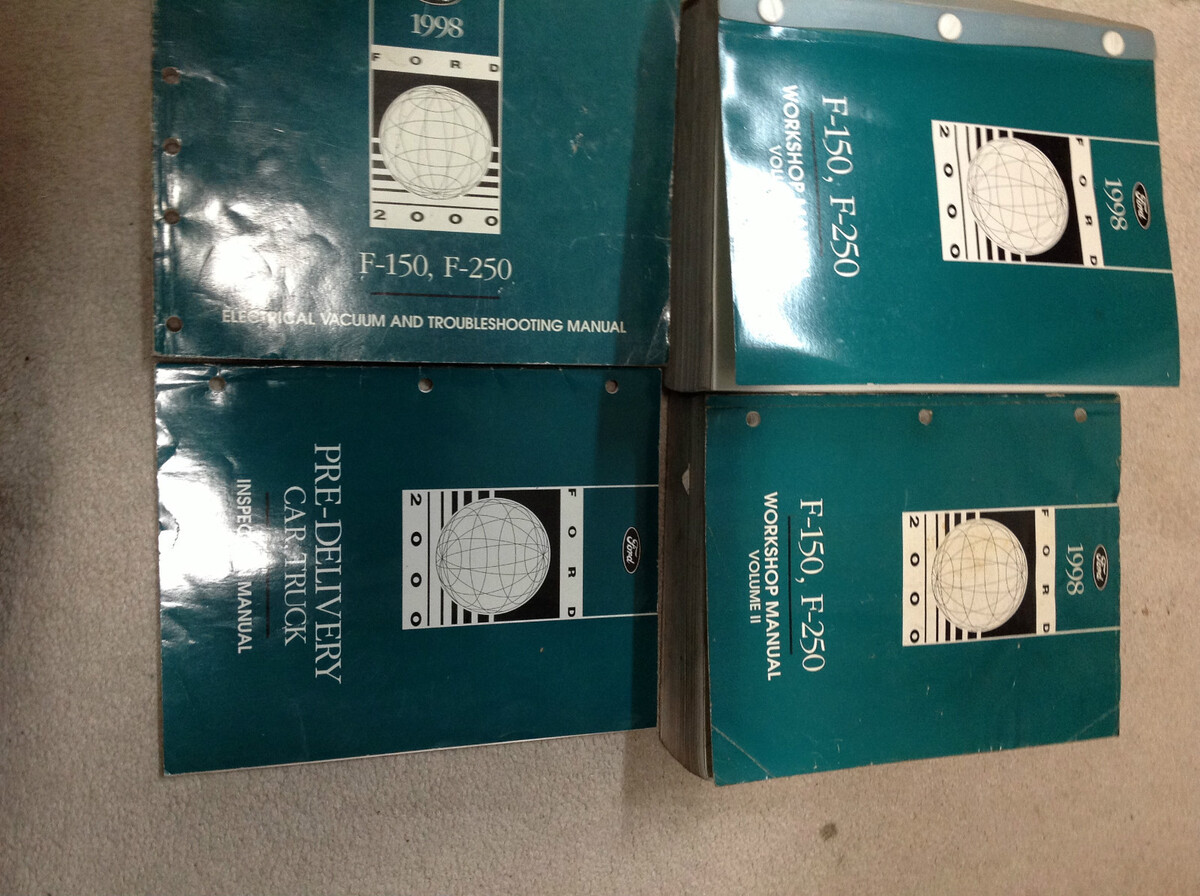 1998
FORD
2000
F-150, F-250
ELECTRICAL VACUUM AND TROUBLESHOOTING MANUAL
Ford
1998
FORD
2000
F-150, F-250
WORKSHOP
Ford
FORD
2000
PRE-DELIVERY
CAR TRUCK
MANUAL
Ford
1998
FORD
2000
F-150, F-250
WORKSHOP MANUAL
VOLUME II